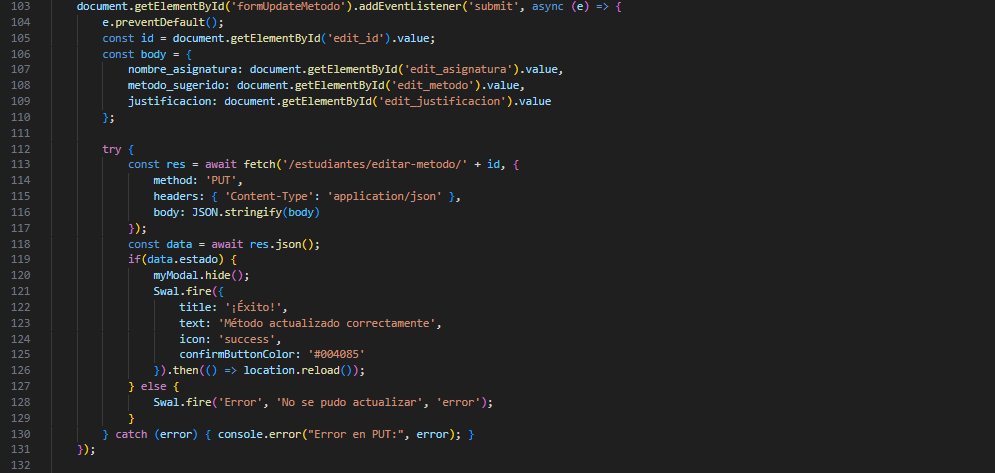 103 document.getElementById('formUpdateMetodo').addEventListener('submit', async (e) => {
104 e.preventDefault();
105 const id = document.getElementById('edit_id').value;
106 const body = {
107 nombre_asignatura: document.getElementById('edit_asignatura').value,
108 metodo_sugerido: document.getElementById('edit_metodo').value,
109 justificacion: document.getElementById('edit_justificacion').value
110 };
111
112 try {
113 const res = await fetch('/estudiantes/editar-metodo/' + id, {
114 method: 'PUT',
115 headers: { 'Content-Type': 'application/json' },
116 body: JSON.stringify(body)
117 });
118 const data = await res.json();
119 if(data.estado) {
120 myModal.hide();
121 Swal.fire({
122 title: '¡Éxito!',
123 text: 'Método actualizado correctamente',
124 icon: 'success',
125 confirmButtonColor: '#004085'
126 }).then(() => location.reload());
127 } else {
128 Swal.fire('Error', 'No se pudo actualizar', 'error');
129 }
130 } catch (error) { console.error("Error en PUT:", error); }
131 });
132